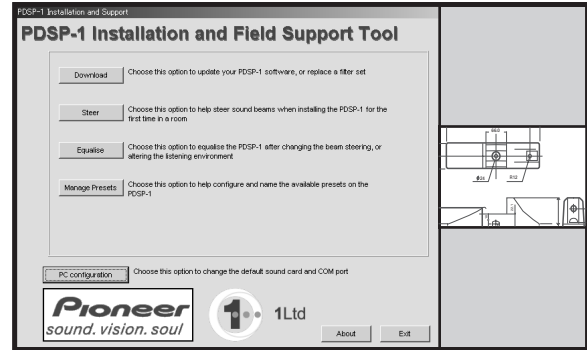 PDSP-1 Installation and Support
PDSP-1 Installation and Field Support Tool
Download
Choose this option to update your PDSP-1 software, or replace a filter set
Steer
Choose this option to help steer sound beams when installing the PDSP-1 for the
first time in a room
Equalise
Choose this option to equalise the PDSP-1 after changing the beam steering, or
altering the listening environment
Manage Presets
Choose this option to help configure and name the available presets on the
PDSP-1
PC configuration
Choose this option to change the default sound card and COM port
Pioneer
sound. vision. soul
1
1Ltd
About
Exit